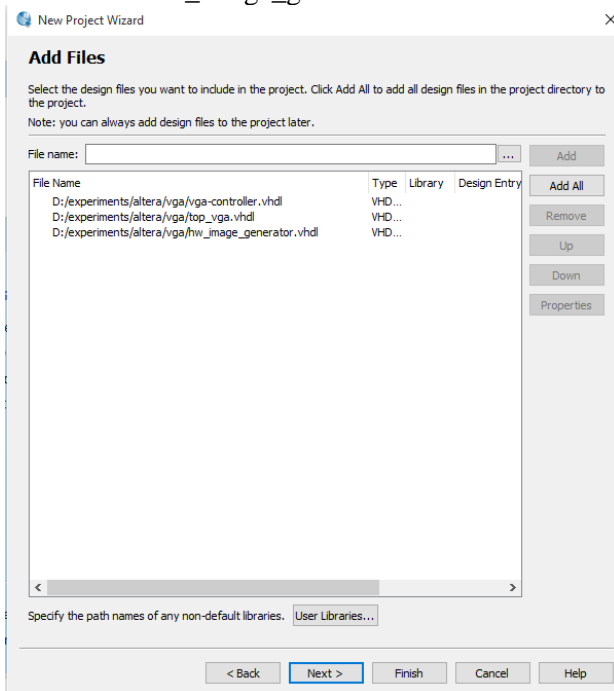 New Project Wizard
Add Files
Select the design files you want to include in the project. Click Add All to add all design files in the project directory to
the project.
Note: you can always add design files to the project later.
File name: ... Add
File Name Type Library Design Entry Add All
D:/experiments/altera/vga/vga-controller.vhdl VHD...
D:/experiments/altera/vga/top_vga.vhdl VHD... Remove
D:/experiments/altera/vga/hw_image_generator.vhdl VHD...
Up
Down
Properties
Specify the path names of any non-default libraries. User Libraries...
< Back Next > Finish Cancel Help